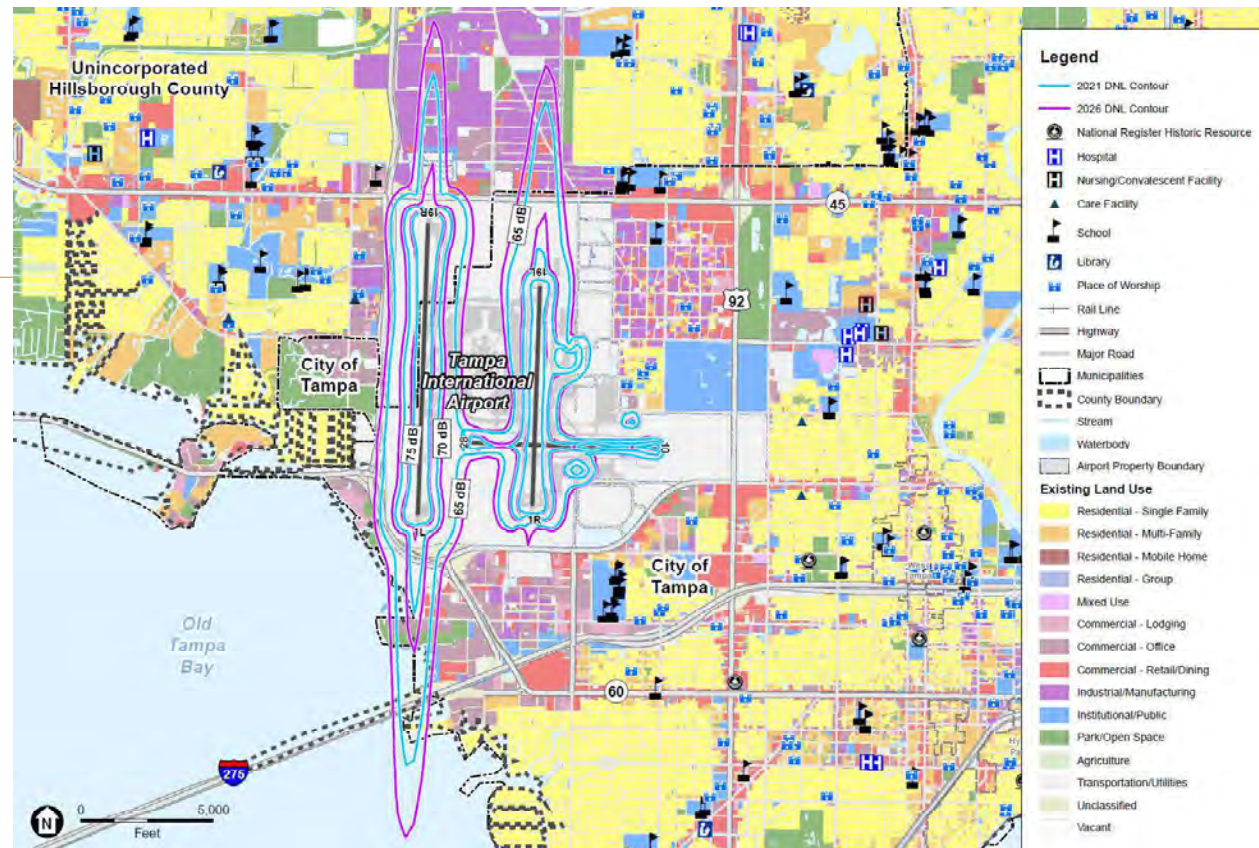 Unincorporated
Hillsborough County
City of
Tampa
Tampa
International
Airport
19R
19L
1L
1R
28
10
65 dB
75 dB
70 dB
65 dB
45
92
60
275
City of
Tampa
Old
Tampa
Bay
N
0 5,000
Feet
Legend
2021 DNL Contour
2026 DNL Contour
National Register Historic Resource
Hospital
Nursing/Convalescent Facility
Care Facility
School
Library
Place of Worship
Rail Line
Highway
Major Road
Municipalities
County Boundary
Stream
Waterbody
Airport Property Boundary
Existing Land Use
Residential - Single Family
Residential - Multi-Family
Residential - Mobile Home
Residential - Group
Mixed Use
Commercial - Lodging
Commercial - Office
Commercial - Retail/Dining
Industrial/Manufacturing
Institutional/Public
Park/Open Space
Agriculture
Transportation/Utilities
Unclassified
Vacant